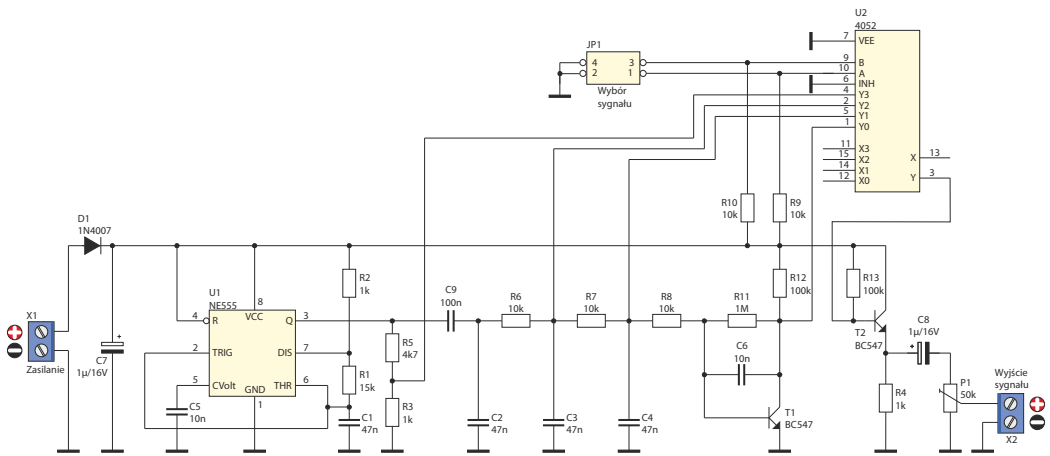 U2
4052
7 VEE
9 B
10 A
6 INH
4 Y3
2 Y2
5 Y1
1 Y0
11 X3
15 X2
14 X1
12 X0
X 13
Y 3
JP1
4 3
2 1
Wybór
sygnału
R10
10k
R9
10k
D1
1N4007
X1
Zasilanie
+
C7
1µ/16V
U1
NE555
8
VCC
4 R
Q 3
2 TRIG
DIS 7
5 CVolt
THR 6
GND
1
C5
10n
R2
1k
R1
15k
C1
47n
R5
4k7
R3
1k
C9
100n
C2
47n
R6
10k
C3
47n
R7
10k
C4
47n
R8
10k
R11
1M
C6
10n
R12
100k
T1
BC547
R13
100k
T2
BC547
R4
1k
C8
1µ/16V
+
P1
50k
Wyjście
sygnału
X2